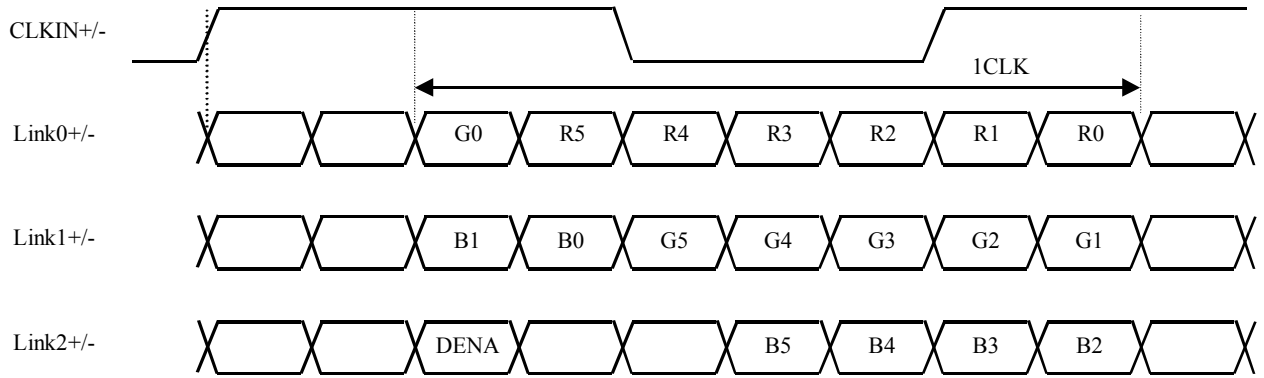 CLKIN+/-
1CLK
Link0+/- G0 R5 R4 R3 R2 R1 R0
Link1+/- B1 B0 G5 G4 G3 G2 G1
Link2+/- DENA B5 B4 B3 B2